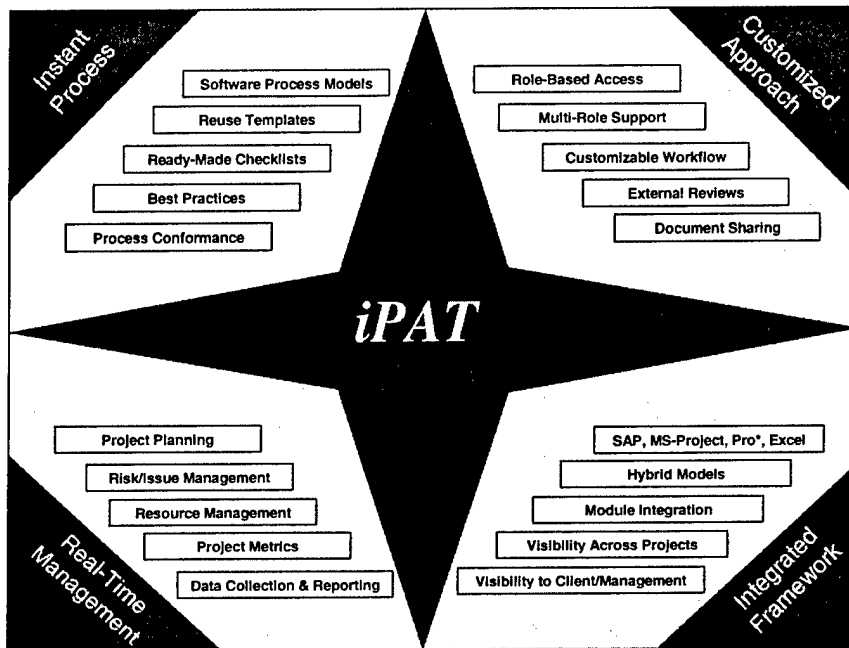 Instant
Process
Software Process Models
Reuse Templates
Ready-Made Checklists
Best Practices
Process Conformance
Customized
Approach
Role-Based Access
Multi-Role Support
Customizable Workflow
External Reviews
Document Sharing
iPAT
Project Planning
Risk/Issue Management
Resource Management
Project Metrics
Data Collection & Reporting
Real-Time
Management
SAP, MS-Project, Pro*, Excel
Hybrid Models
Module Integration
Visibility Across Projects
Visibility to Client/Management
Integrated
Framework